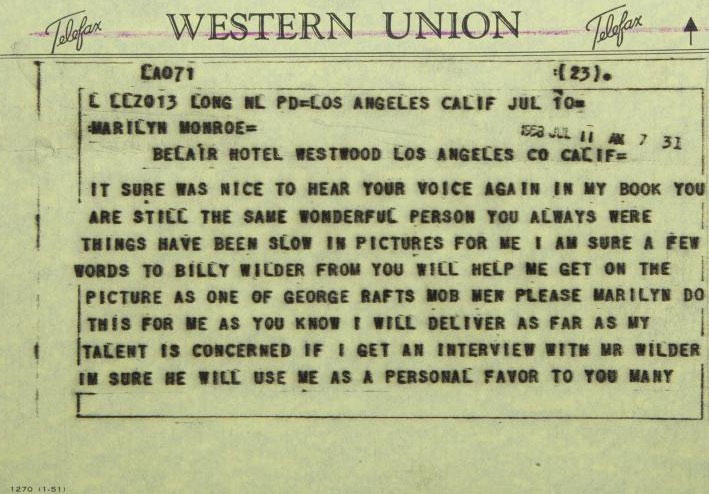 Telefax WESTERN UNION Telefax
LA071 :(23).
L LLZ013 LONG NL PD=LOS ANGELES CALIF JUL 10=
:MARILYN MONROE=
1958 JUL 11 AM 7 31
BELAIR HOTEL WESTWOOD LOS ANGELES CO CALIF=
IT SURE WAS NICE TO HEAR YOUR VOICE AGAIN IN MY BOOK YOU
ARE STILL THE SAME WONDERFUL PERSON YOU ALWAYS WERE
THINGS HAVE BEEN SLOW IN PICTURES FOR ME I AM SURE A FEW
WORDS TO BILLY WILDER FROM YOU WILL HELP ME GET ON THE
PICTURE AS ONE OF GEORGE RAFTS MOB MEN PLEASE MARILYN DO
THIS FOR ME AS YOU KNOW I WILL DELIVER AS FAR AS MY
TALENT IS CONCERNED IF I GET AN INTERVIEW WITH MR WILDER
IM SURE HE WILL USE ME AS A PERSONAL FAVOR TO YOU MANY
1270 (1-51)